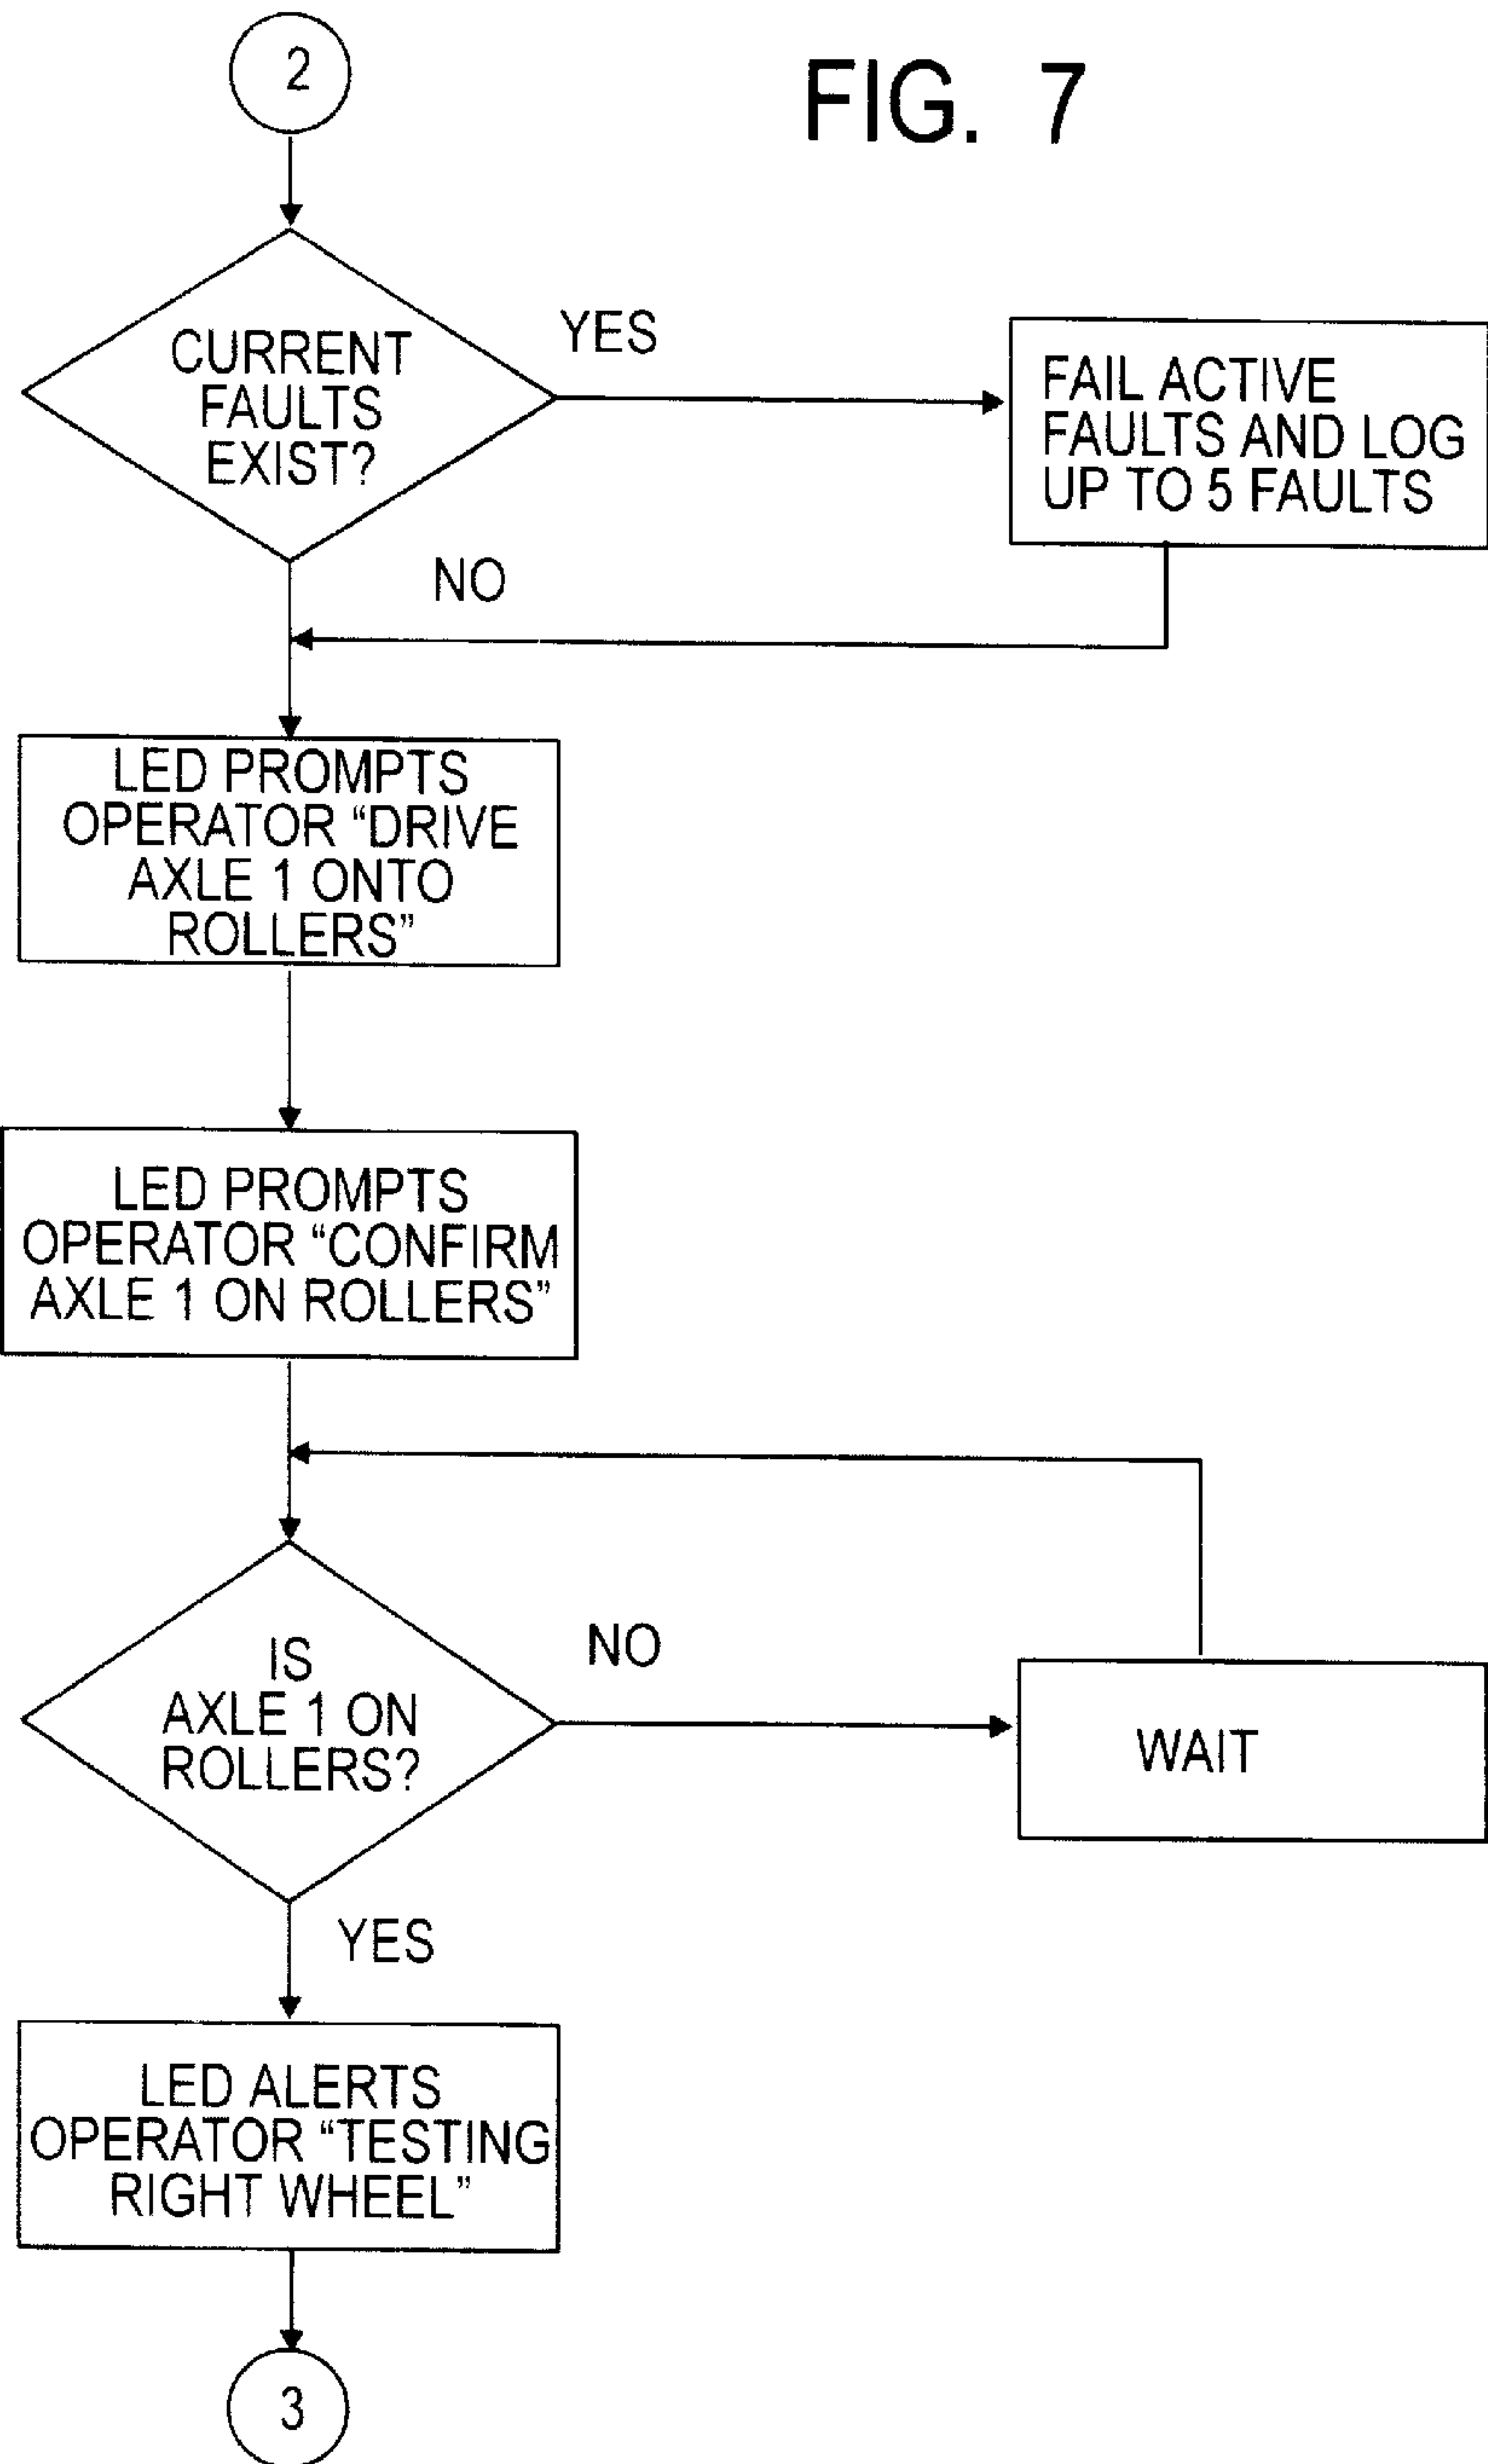 2
FIG. 7
CURRENT
FAULTS
EXIST?
YES
FAIL ACTIVE
FAULTS AND LOG
UP TO 5 FAULTS
NO
LED PROMPTS
OPERATOR “DRIVE
AXLE 1 ONTO
ROLLERS”
LED PROMPTS
OPERATOR “CONFIRM
AXLE 1 ON ROLLERS”
IS
AXLE 1 ON
ROLLERS?
NO
WAIT
YES
LED ALERTS
OPERATOR “TESTING
RIGHT WHEEL”
3